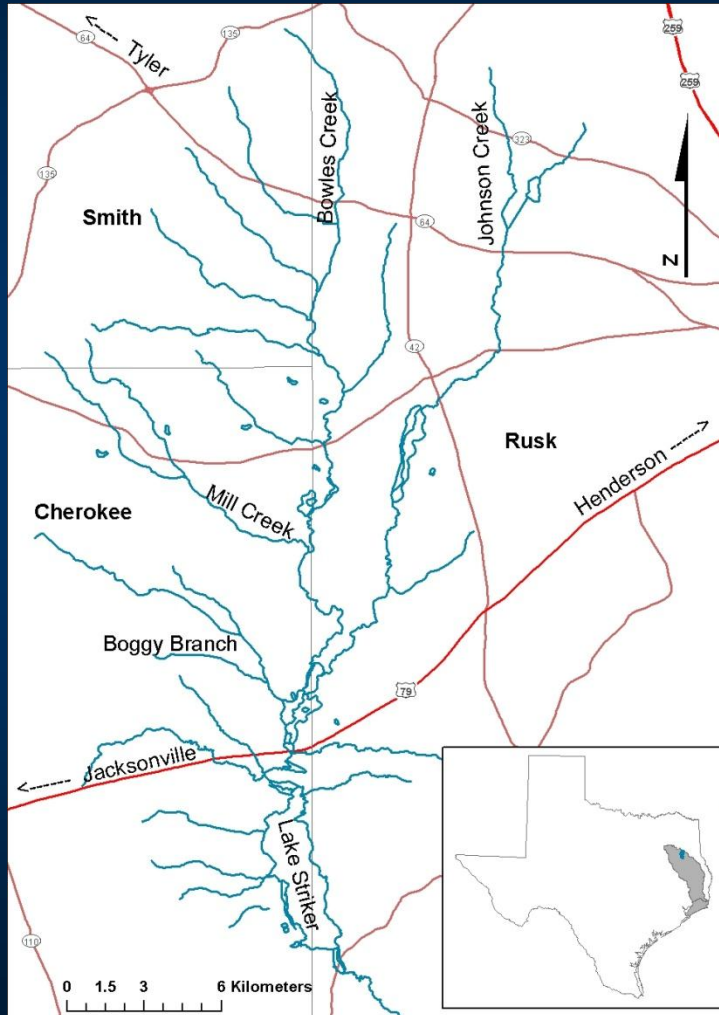 135
259
64
Tyler
259
Bowles Creek
Johnson Creek
323
135
Smith
64
N
42
Rusk
Henderson
Mill Creek
Cherokee
Boggy Branch
79
Jacksonville
Lake Striker
110
0 1.5 3 6 Kilometers